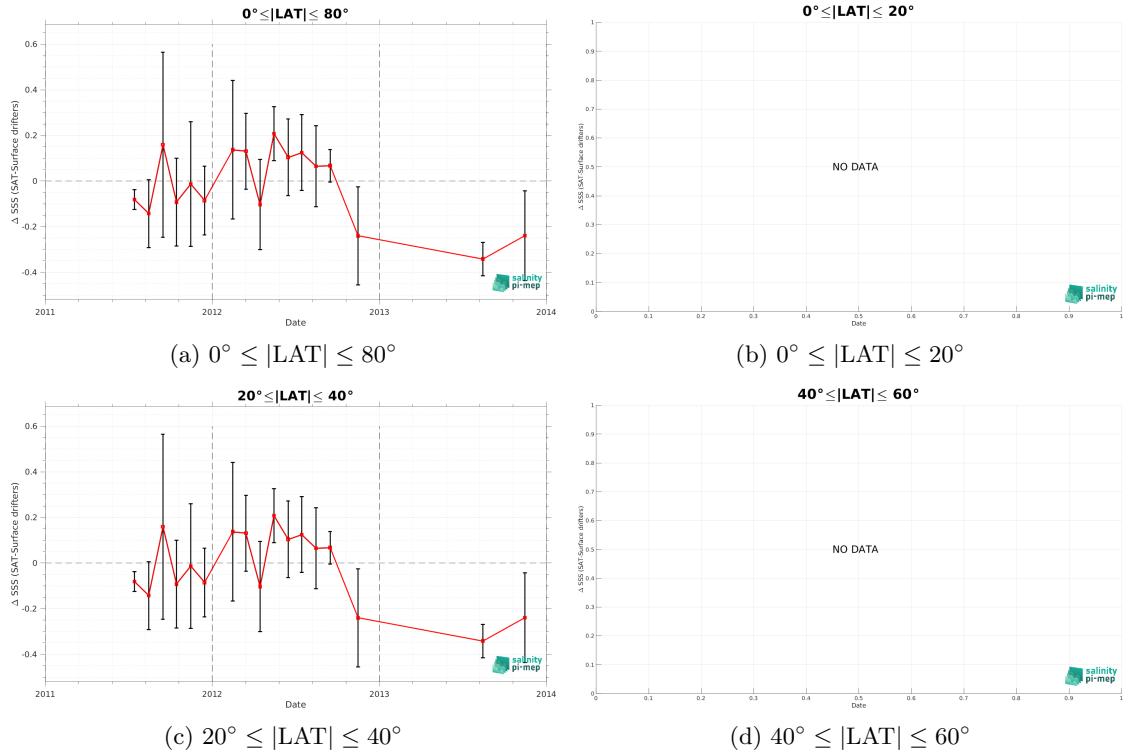 0°≤|LAT|≤ 80°
0.6
0.4
0.2
0
-0.2
-0.4
Δ SSS (SAT-Surface drifters)
2011
2012
2013
2014
Date
salinity
pi-mep
(a) 0° ≤ |LAT| ≤ 80°
0°≤|LAT|≤ 20°
1
0.9
0.8
0.7
0.6
0.5
0.4
0.3
0.2
0.1
0
Δ SSS (SAT-Surface drifters)
NO DATA
0
0.1
0.2
0.3
0.4
0.5
0.6
0.7
0.8
0.9
1
Date
salinity
pi-mep
(b) 0° ≤ |LAT| ≤ 20°
20°≤|LAT|≤ 40°
0.6
0.4
0.2
0
-0.2
-0.4
Δ SSS (SAT-Surface drifters)
2011
2012
2013
2014
Date
salinity
pi-mep
(c) 20° ≤ |LAT| ≤ 40°
40°≤|LAT|≤ 60°
1
0.9
0.8
0.7
0.6
0.5
0.4
0.3
0.2
0.1
0
Δ SSS (SAT-Surface drifters)
NO DATA
0
0.1
0.2
0.3
0.4
0.5
0.6
0.7
0.8
0.9
1
Date
salinity
pi-mep
(d) 40° ≤ |LAT| ≤ 60°